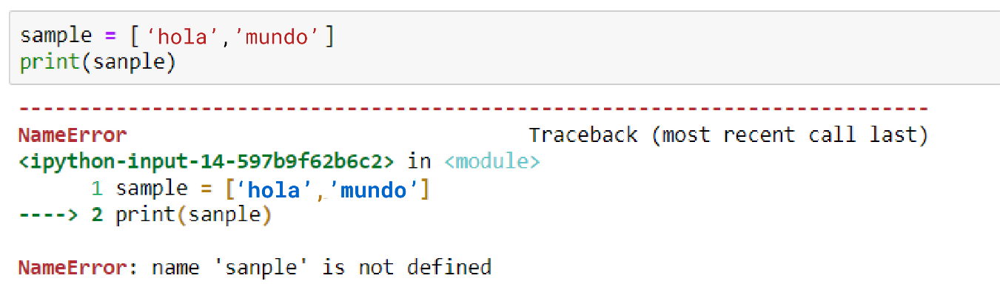 sample = [‘hola’,’mundo’]
print(sanple)
---------------------------------------------------------------------------
NameError                                 Traceback (most recent call last)
<ipython-input-14-597b9f62b6c2> in <module>
      1 sample = [‘hola’,’mundo’]
----> 2 print(sanple)
NameError: name 'sanple' is not defined